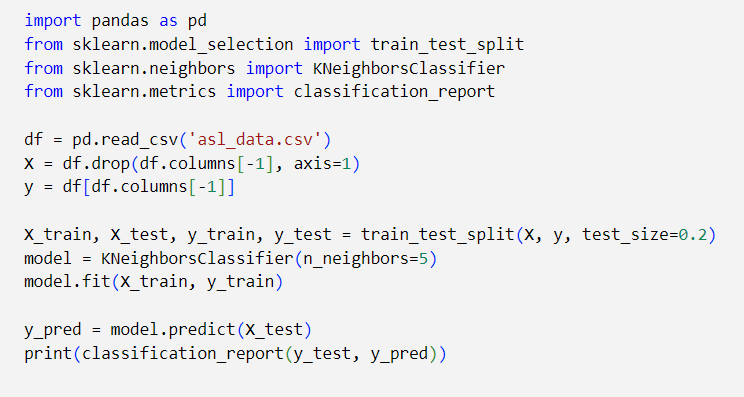 import pandas as pd
from sklearn.model_selection import train_test_split
from sklearn.neighbors import KNeighborsClassifier
from sklearn.metrics import classification_report

df = pd.read_csv('asl_data.csv')
X = df.drop(df.columns[-1], axis=1)
y = df[df.columns[-1]]

X_train, X_test, y_train, y_test = train_test_split(X, y, test_size=0.2)
model = KNeighborsClassifier(n_neighbors=5)
model.fit(X_train, y_train)

y_pred = model.predict(X_test)
print(classification_report(y_test, y_pred))